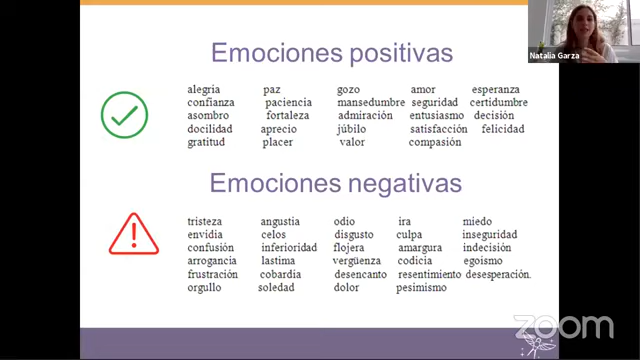 Emociones positivas
alegria paz gozo amor esperanza
confianza paciencia mansedumbre seguridad certidumbre
asombro fortaleza admiración entusiasmo decisión
docilidad aprecio júbilo satisfacción felicidad
gratitud placer valor compasión
Emociones negativas
tristeza angustia odio ira miedo
envidia celos disgusto culpa inseguridad
confusión inferioridad flojera amargura indecisión
arrogancia lastima vergüenza codicia egoismo
frustración cobardia desencanto resentimiento desesperación.
orgullo soledad dolor pesimismo
Natalia Garza
zoom